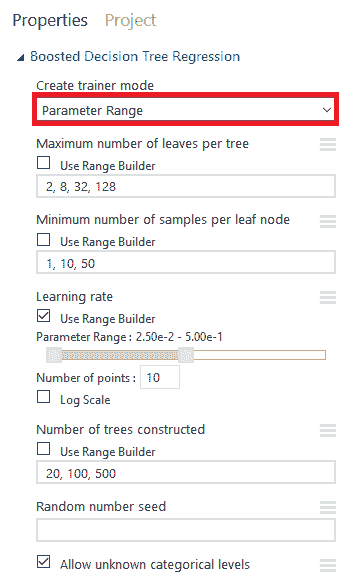 Properties Project
Boosted Decision Tree Regression
Create trainer mode
Parameter Range
Maximum number of leaves per tree
Use Range Builder
2, 8, 32, 128
Minimum number of samples per leaf node
Use Range Builder
1, 10, 50
Learning rate
Use Range Builder
Parameter Range : 2.50e-2 - 5.00e-1
Number of points : 10
Log Scale
Number of trees constructed
Use Range Builder
20, 100, 500
Random number seed
Allow unknown categorical levels